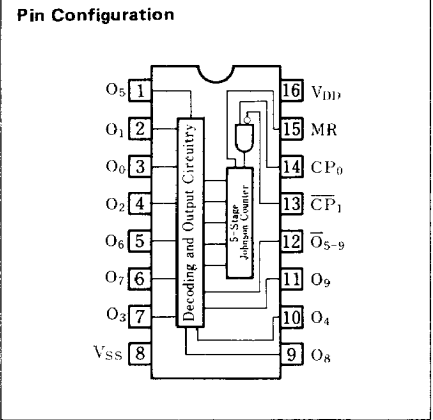 Pin Configuration
O5 1
O1 2
O0 3
O2 4
O6 5
O7 6
O3 7
VSS 8
Decoding and Output Circuitry
5-Stage
Johnson Counter
16 VDD
15 MR
14 CP0
13 C̅P̅1
12 O̅5-9
11 O9
10 O4
9 O8